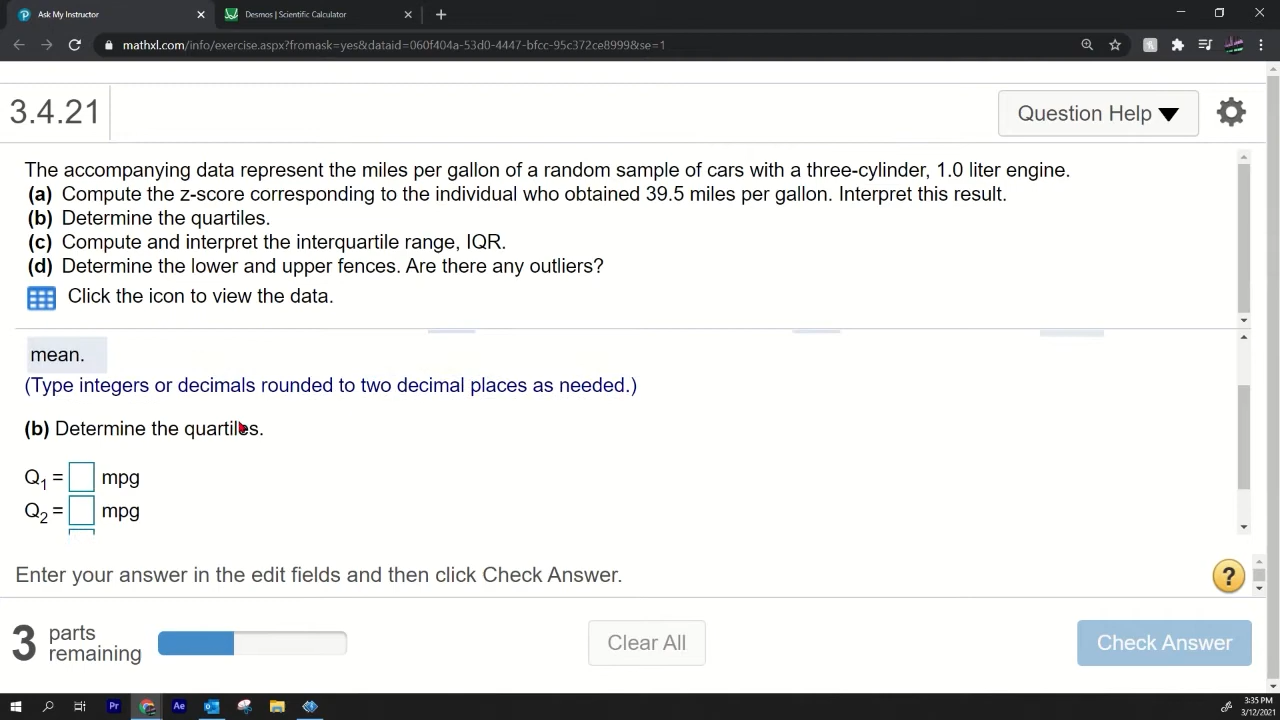 Ask My Instructor
Desmos | Scientific Calculator
mathxl.com/info/exercise.aspx?fromask=yes&dataid=060f404a-53d0-4447-bfcc-95c372ce8999&se=1
3.4.21
Question Help
The accompanying data represent the miles per gallon of a random sample of cars with a three-cylinder, 1.0 liter engine.
(a) Compute the z-score corresponding to the individual who obtained 39.5 miles per gallon. Interpret this result.
(b) Determine the quartiles.
(c) Compute and interpret the interquartile range, IQR.
(d) Determine the lower and upper fences. Are there any outliers?
Click the icon to view the data.
mean.
(Type integers or decimals rounded to two decimal places as needed.)
(b) Determine the quartiles.
Q1 = mpg
Q2 = mpg
Enter your answer in the edit fields and then click Check Answer.
?
3 parts remaining
Clear All
Check Answer
Pr
Ae
3:35 PM
3/12/2021